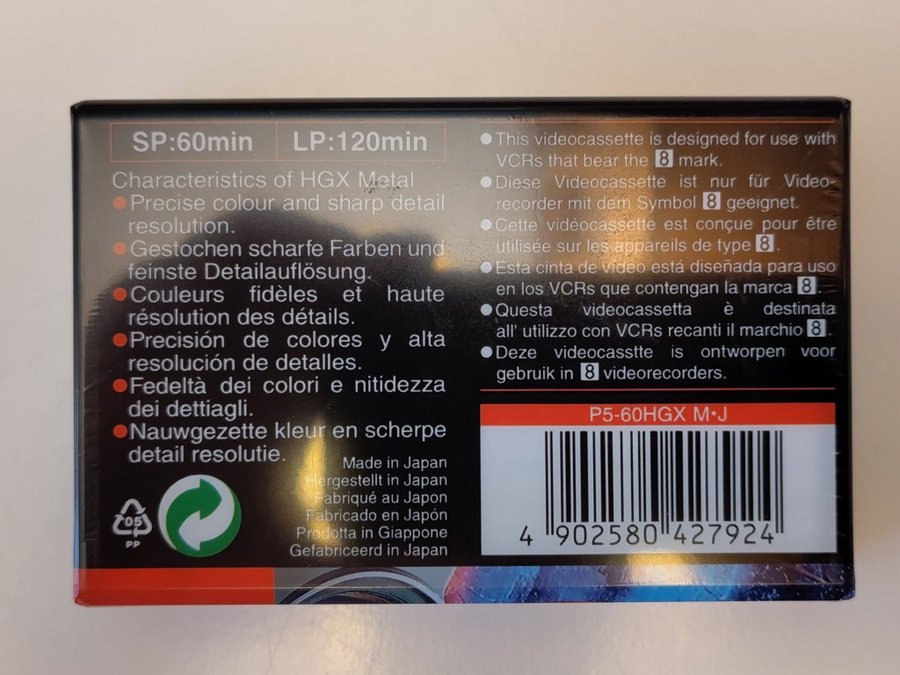 SP:60min LP:120min
Characteristics of HGX Metal
●Precise colour and sharp detail
resolution.
●Gestochen scharfe Farben und
feinste Detailauflösung.
●Couleurs fidèles et haute
résolution des détails.
●Precisión de colores y alta
resolución de detalles.
●Fedeltà dei colori e nitidezza
dei dettiagli.
●Nauwgezette kleur en scherpe
detail resolutie.
Made in Japan
Hergestellt in Japan
Fabriqué au Japon
Fabricado en Japón
Prodotta in Giappone
Gefabriceerd in Japan
05
PP
●This videocassette is designed for use with
VCRs that bear the 8 mark.
●Diese Videocassette ist nur für Video-
recorder mit dem Symbol 8 geeignet.
●Cette vidéocassette est conçue pour être
utilisée sur les appareils de type 8.
●Esta cinta de vídeo está diseñada para uso
en los VCRs que contengan la marca 8.
●Questa videocassetta è destinata
all' utilizzo con VCRs recanti il marchio 8.
●Deze videocasstte is ontworpen voor
gebruik in 8 videorecorders.
P5-60HGX M•J
4 902580 427924